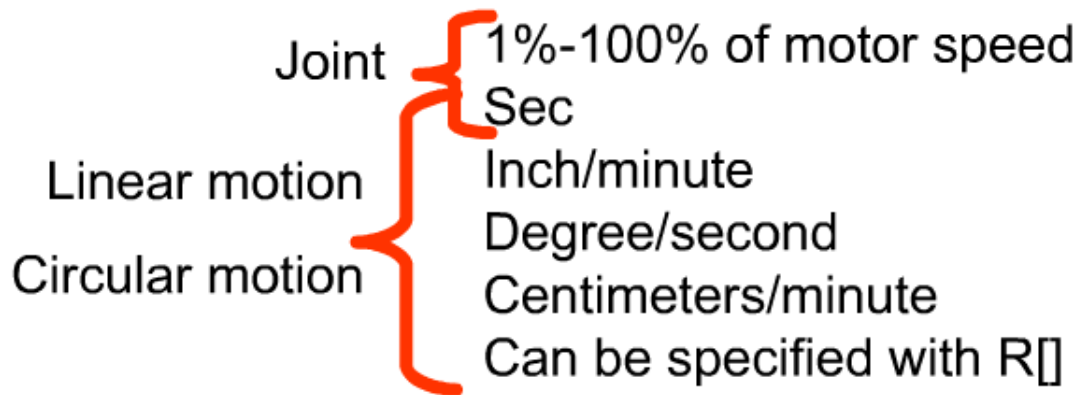 Joint
1%-100% of motor speed
Sec
Linear motion
Circular motion
Inch/minute
Degree/second
Centimeters/minute
Can be specified with R[]